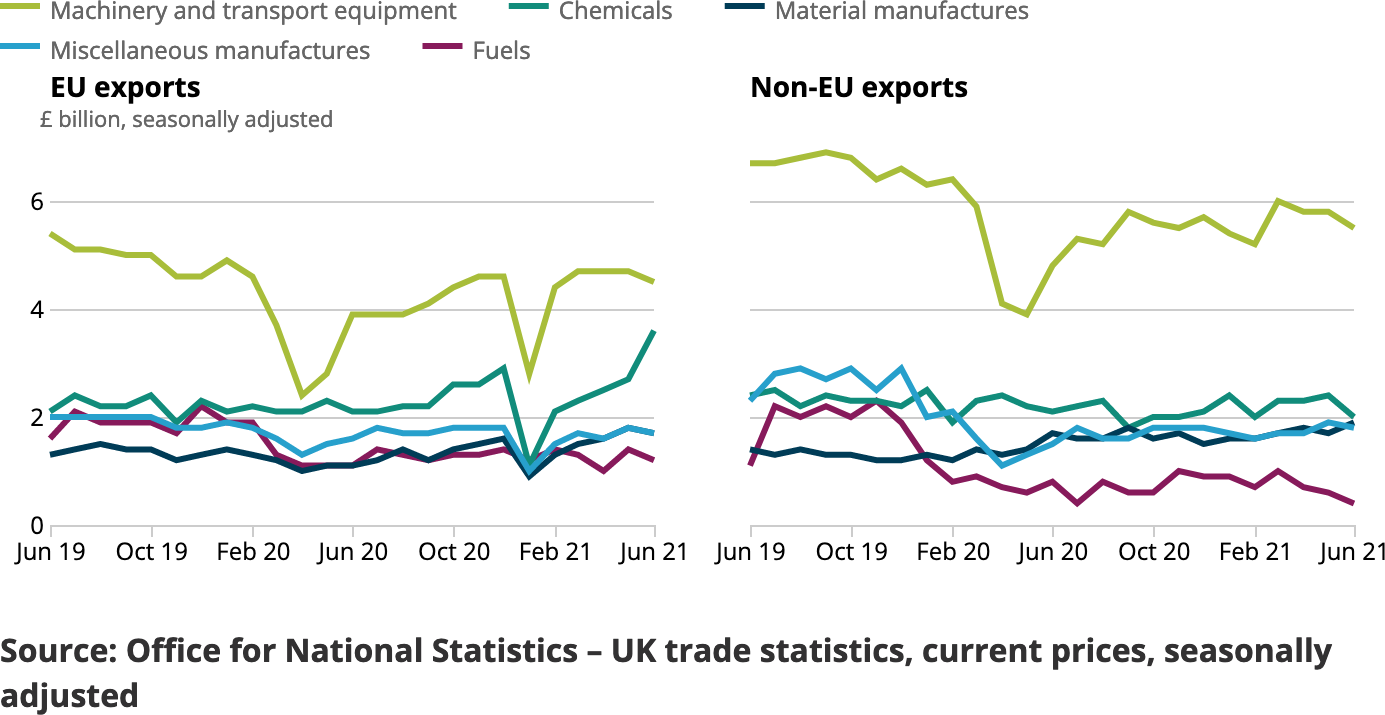 Machinery and transport equipment Chemicals Material manufactures
Miscellaneous manufactures Fuels
EU exports
£ billion, seasonally adjusted
Non-EU exports
6
4
2
0
Jun 19 Oct 19 Feb 20 Jun 20 Oct 20 Feb 21 Jun 21
Jun 19 Oct 19 Feb 20 Jun 20 Oct 20 Feb 21 Jun 21
Source: Office for National Statistics – UK trade statistics, current prices, seasonally
adjusted